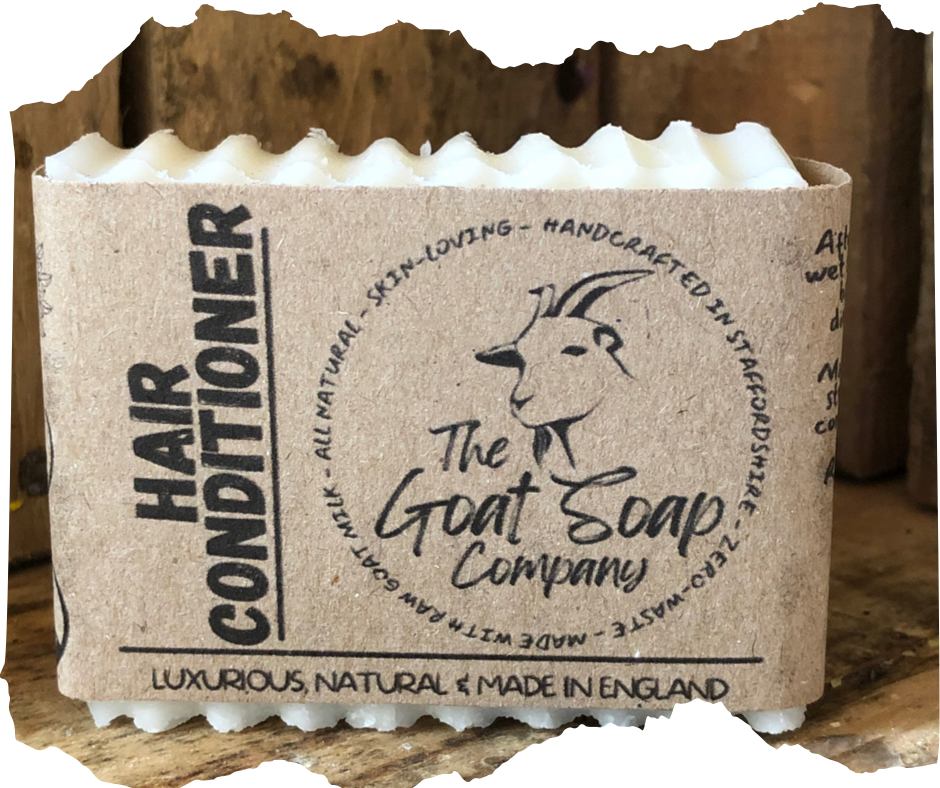 HAIR
CONDITIONER
MADE WITH RAW GOAT MILK - ALL NATURAL - SKIN-LOVING - HANDCRAFTED IN STAFFORDSHIRE - ZERO-WASTE -
The
Goat Soap
Company
LUXURIOUS, NATURAL & MADE IN ENGLAND